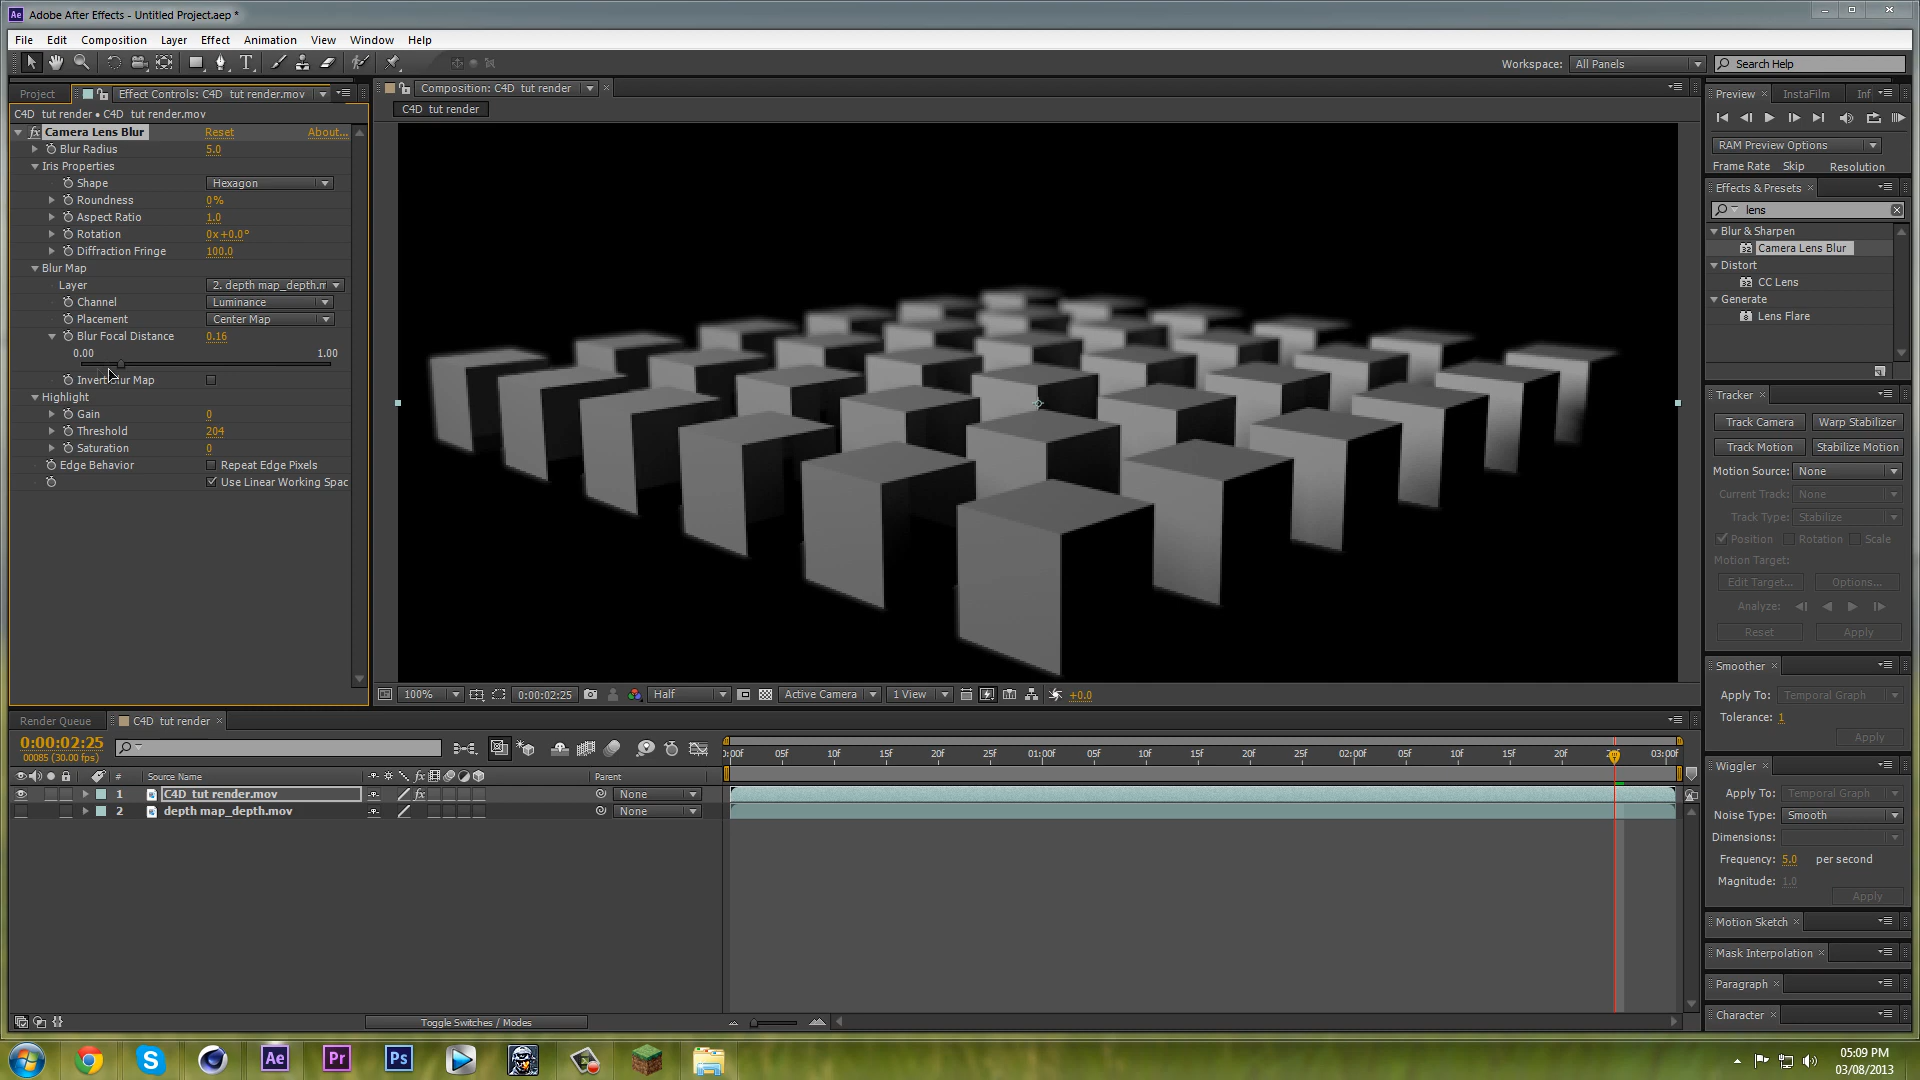 Ae Adobe After Effects - Untitled Project.aep *
File Edit Composition Layer Effect Animation View Window Help
Workspace: All Panels Search Help
Project Effect Controls: C4D tut render.mov
C4D tut render • C4D tut render.mov
fx Camera Lens Blur Reset About...
Blur Radius 5.0
Iris Properties
Shape Hexagon
Roundness 0%
Aspect Ratio 1.0
Rotation 0x+0.0°
Diffraction Fringe 100.0
Blur Map
Layer 2. depth map_depth.m
Channel Luminance
Placement Center Map
Blur Focal Distance 0.16
0.00 1.00
Invert Blur Map
Highlight
Gain 0
Threshold 204
Saturation 0
Edge Behavior Repeat Edge Pixels
Use Linear Working Spac
Composition: C4D tut render
C4D tut render
100% 0:00:02:25 Half Active Camera 1 View +0.0
Preview InstaFilm Inf
RAM Preview Options
Frame Rate Skip Resolution
Effects & Presets
lens
Blur & Sharpen
32 Camera Lens Blur
Distort
32 CC Lens
Generate
8 Lens Flare
Tracker
Track Camera Warp Stabilizer
Track Motion Stabilize Motion
Motion Source: None
Current Track: None
Track Type: Stabilize
Position Rotation Scale
Motion Target:
Edit Target... Options...
Analyze:
Reset Apply
Smoother
Apply To: Temporal Graph
Tolerance: 1
Apply
Wiggler
Apply To: Temporal Graph
Noise Type: Smooth
Dimensions:
Frequency: 5.0 per second
Magnitude: 1.0
Apply
Motion Sketch
Mask Interpolation
Paragraph
Character
Render Queue C4D tut render
0:00:02:25
00085 (30.00 fps)
:00f 05f 10f 15f 20f 25f 01:00f 05f 10f 15f 20f 25f 02:00f 05f 10f 15f 20f 03:00f
# Source Name fx Parent
1 C4D tut render.mov fx None
2 depth map_depth.mov None
Toggle Switches / Modes
Ae Pr Ps
05:09 PM
03/08/2013